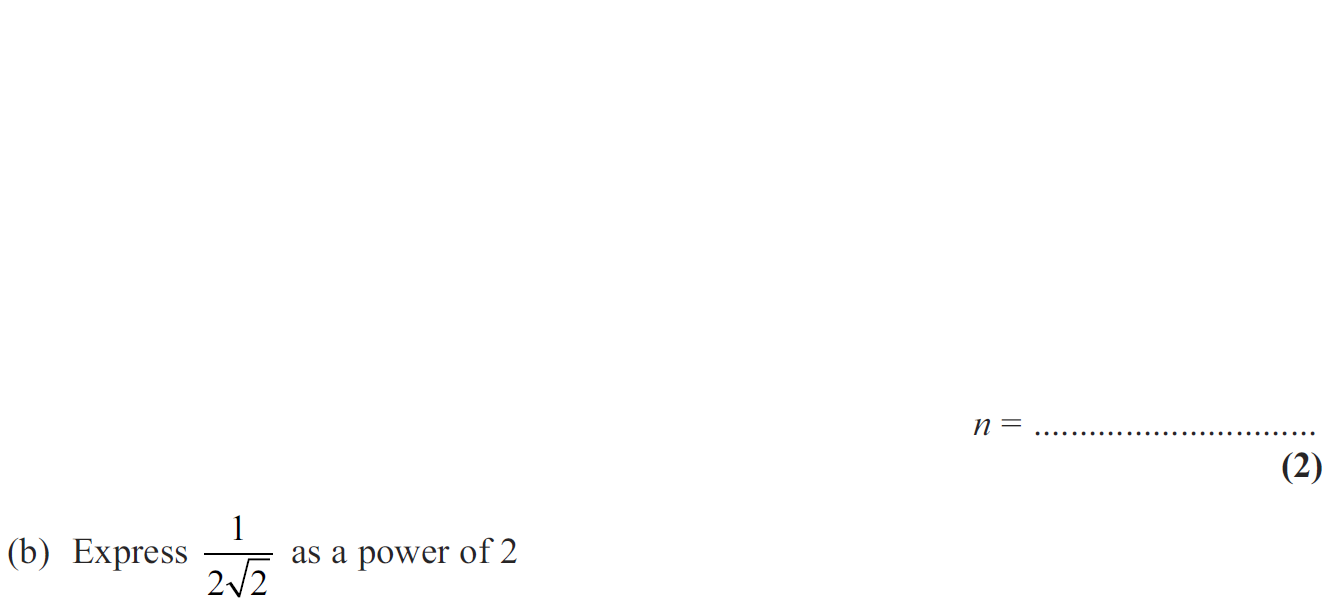 n = ...............................
(2)
(b) Express 1/(2√2) as a power of 2